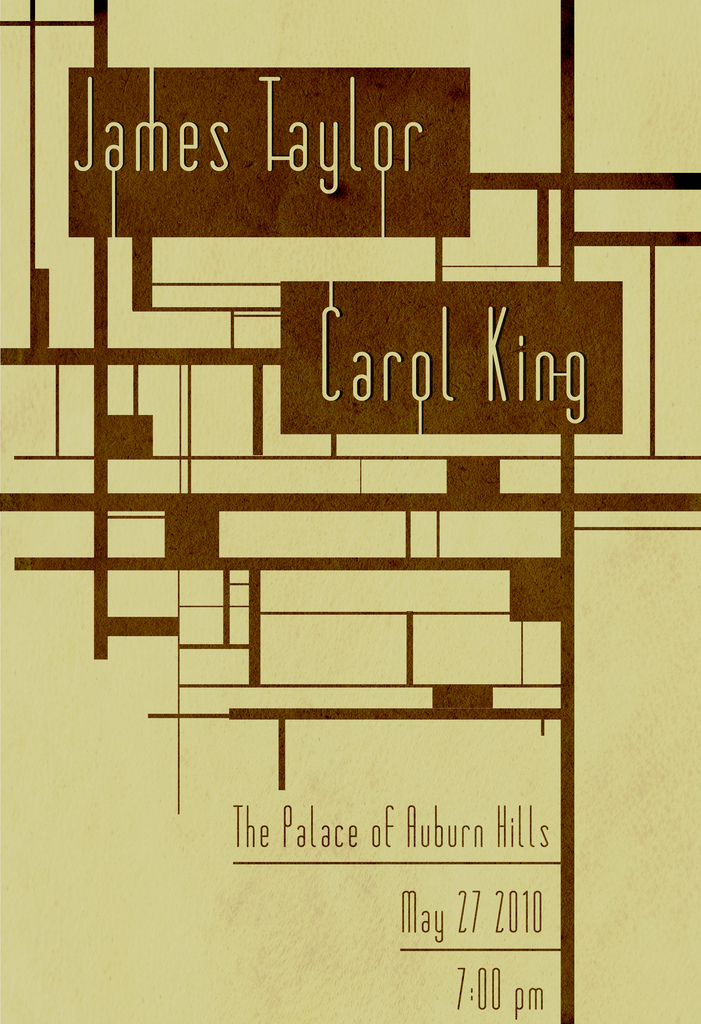 James Taylor
Carol King
The Palace of Auburn Hills
May 27 2010
7:00 pm